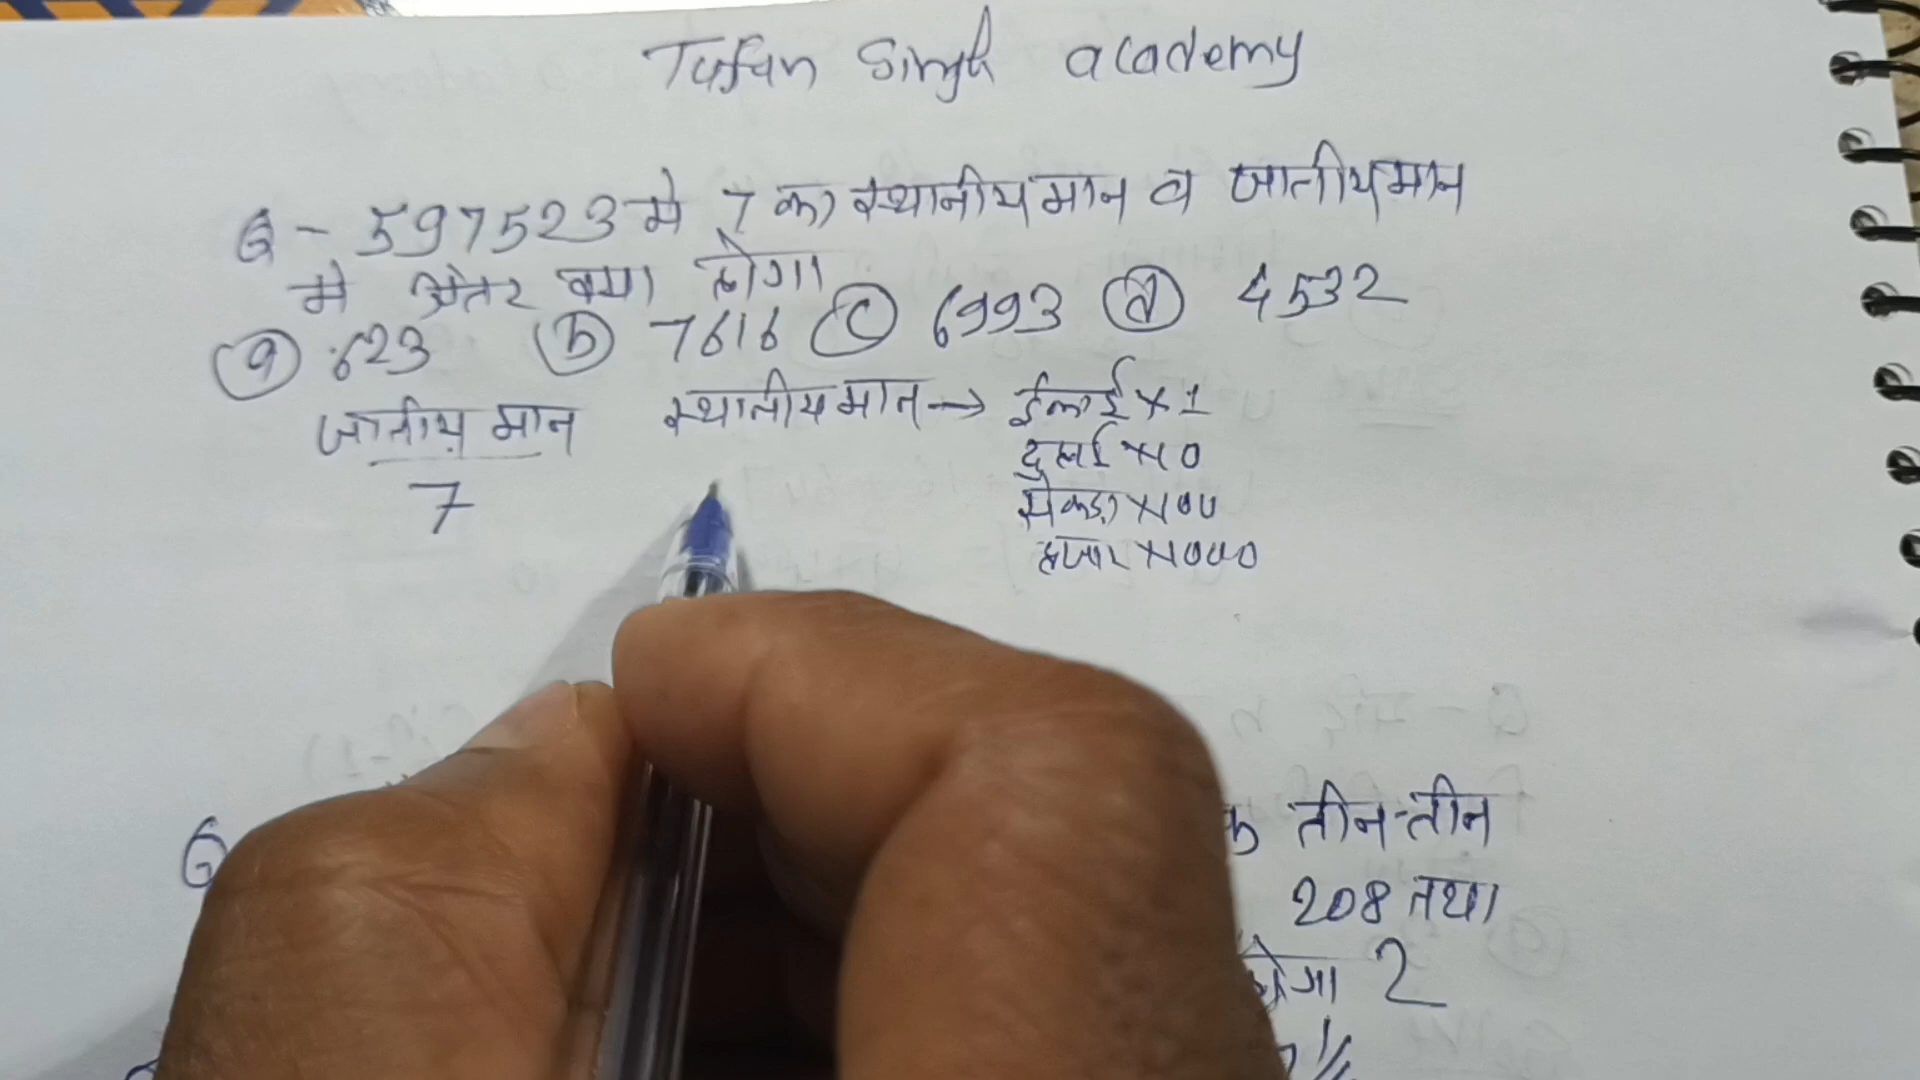 Tufan Singh academy
Q - 597523 मे 7 का स्थानीय मान व जातीय मान
मे अंतर क्या होगा
(a) 623 (b) 7616 (c) 6993 (d) 4532
जातीय मान स्थानीय मान → ईकाई × 1
7
दहाई × 10
सैकड़ा × 100
हजार × 1000
Q
तीन-तीन
208 तथा
होगा 2